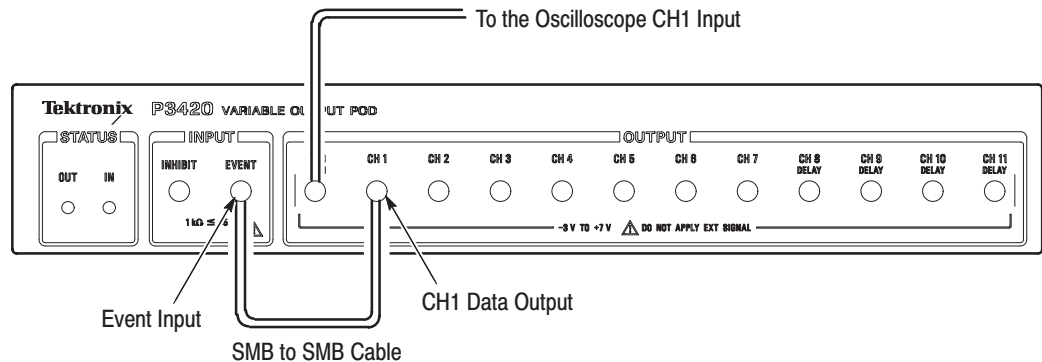 To the Oscilloscope CH1 Input
Tektronix P3420 VARIABLE OUTPUT POD
STATUS
INPUT
OUTPUT
OUT IN
INHIBIT EVENT
CH 1 CH 2 CH 3 CH 4 CH 5 CH 6 CH 7 CH 8 DELAY CH 9 DELAY CH 10 DELAY CH 11 DELAY
1 kΩ ≤
-3 V TO +7 V ⚠ DO NOT APPLY EXT SIGNAL
Event Input
CH1 Data Output
SMB to SMB Cable